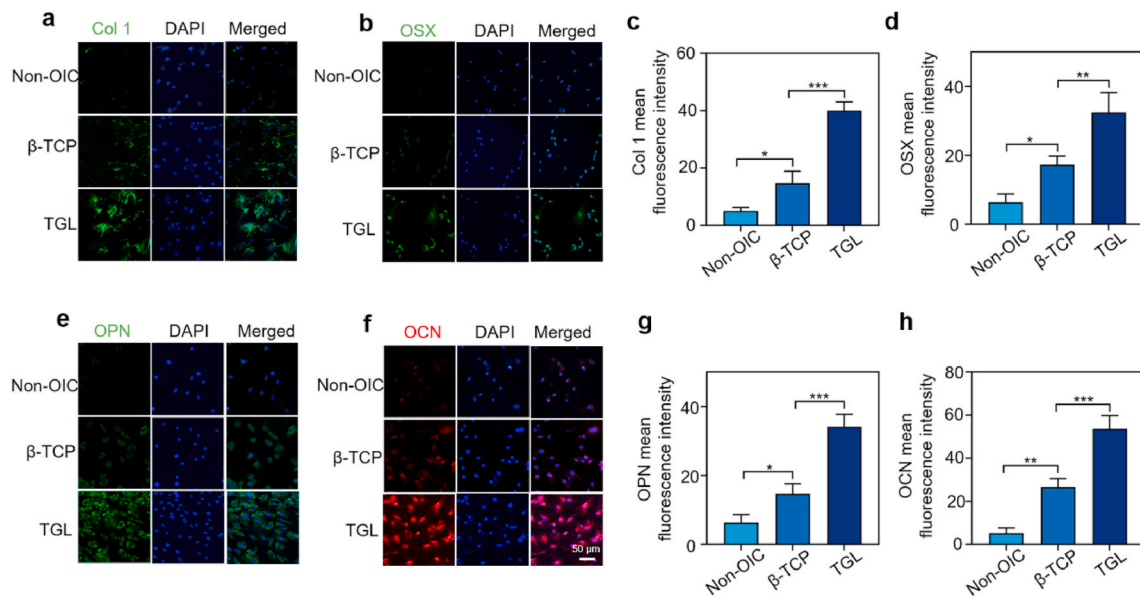 a
Col 1 DAPI Merged
Non-OIC
β-TCP
TGL
b
OSX DAPI Merged
Non-OIC
β-TCP
TGL
c
Col 1 mean
fluorescence intensity
60
40
20
0
*
***
Non-OIC β-TCP TGL
d
OSX mean
fluorescence intensity
40
20
0
*
**
Non-OIC β-TCP TGL
e
OPN DAPI Merged
Non-OIC
β-TCP
TGL
f
OCN DAPI Merged
Non-OIC
β-TCP
TGL
50 μm
g
OPN mean
fluorescence intensity
40
20
0
*
***
Non-OIC β-TCP TGL
h
OCN mean
fluorescence intensity
80
60
40
20
0
**
***
Non-OIC β-TCP TGL